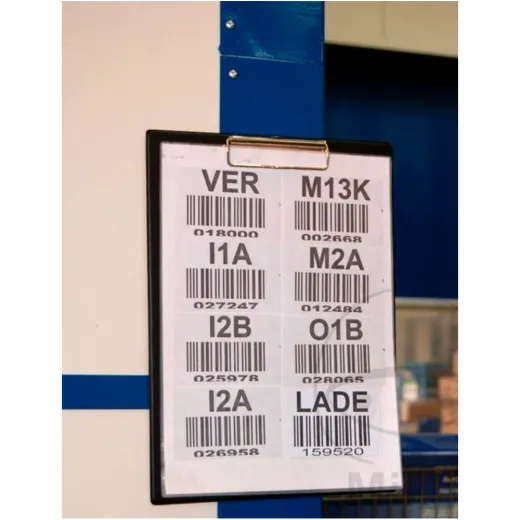 VER
018000
M13K
002668
I1A
027247
M2A
012484
I2B
025978
O1B
028065
I2A
026958
LADE
159520